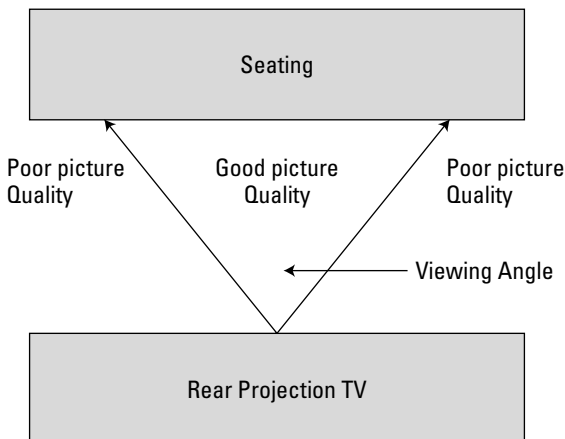 Seating
Poor picture
Quality
Good picture
Quality
Poor picture
Quality
Viewing Angle
Rear Projection TV